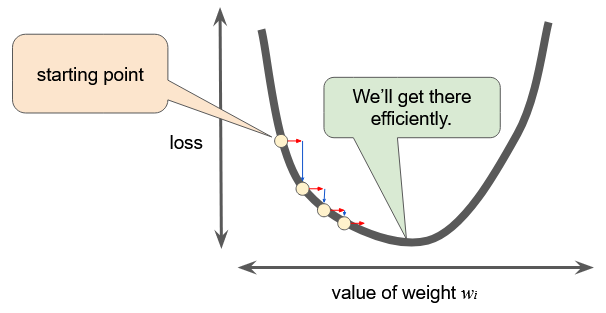 starting point
We'll get there
efficiently.
loss
value of weight wi